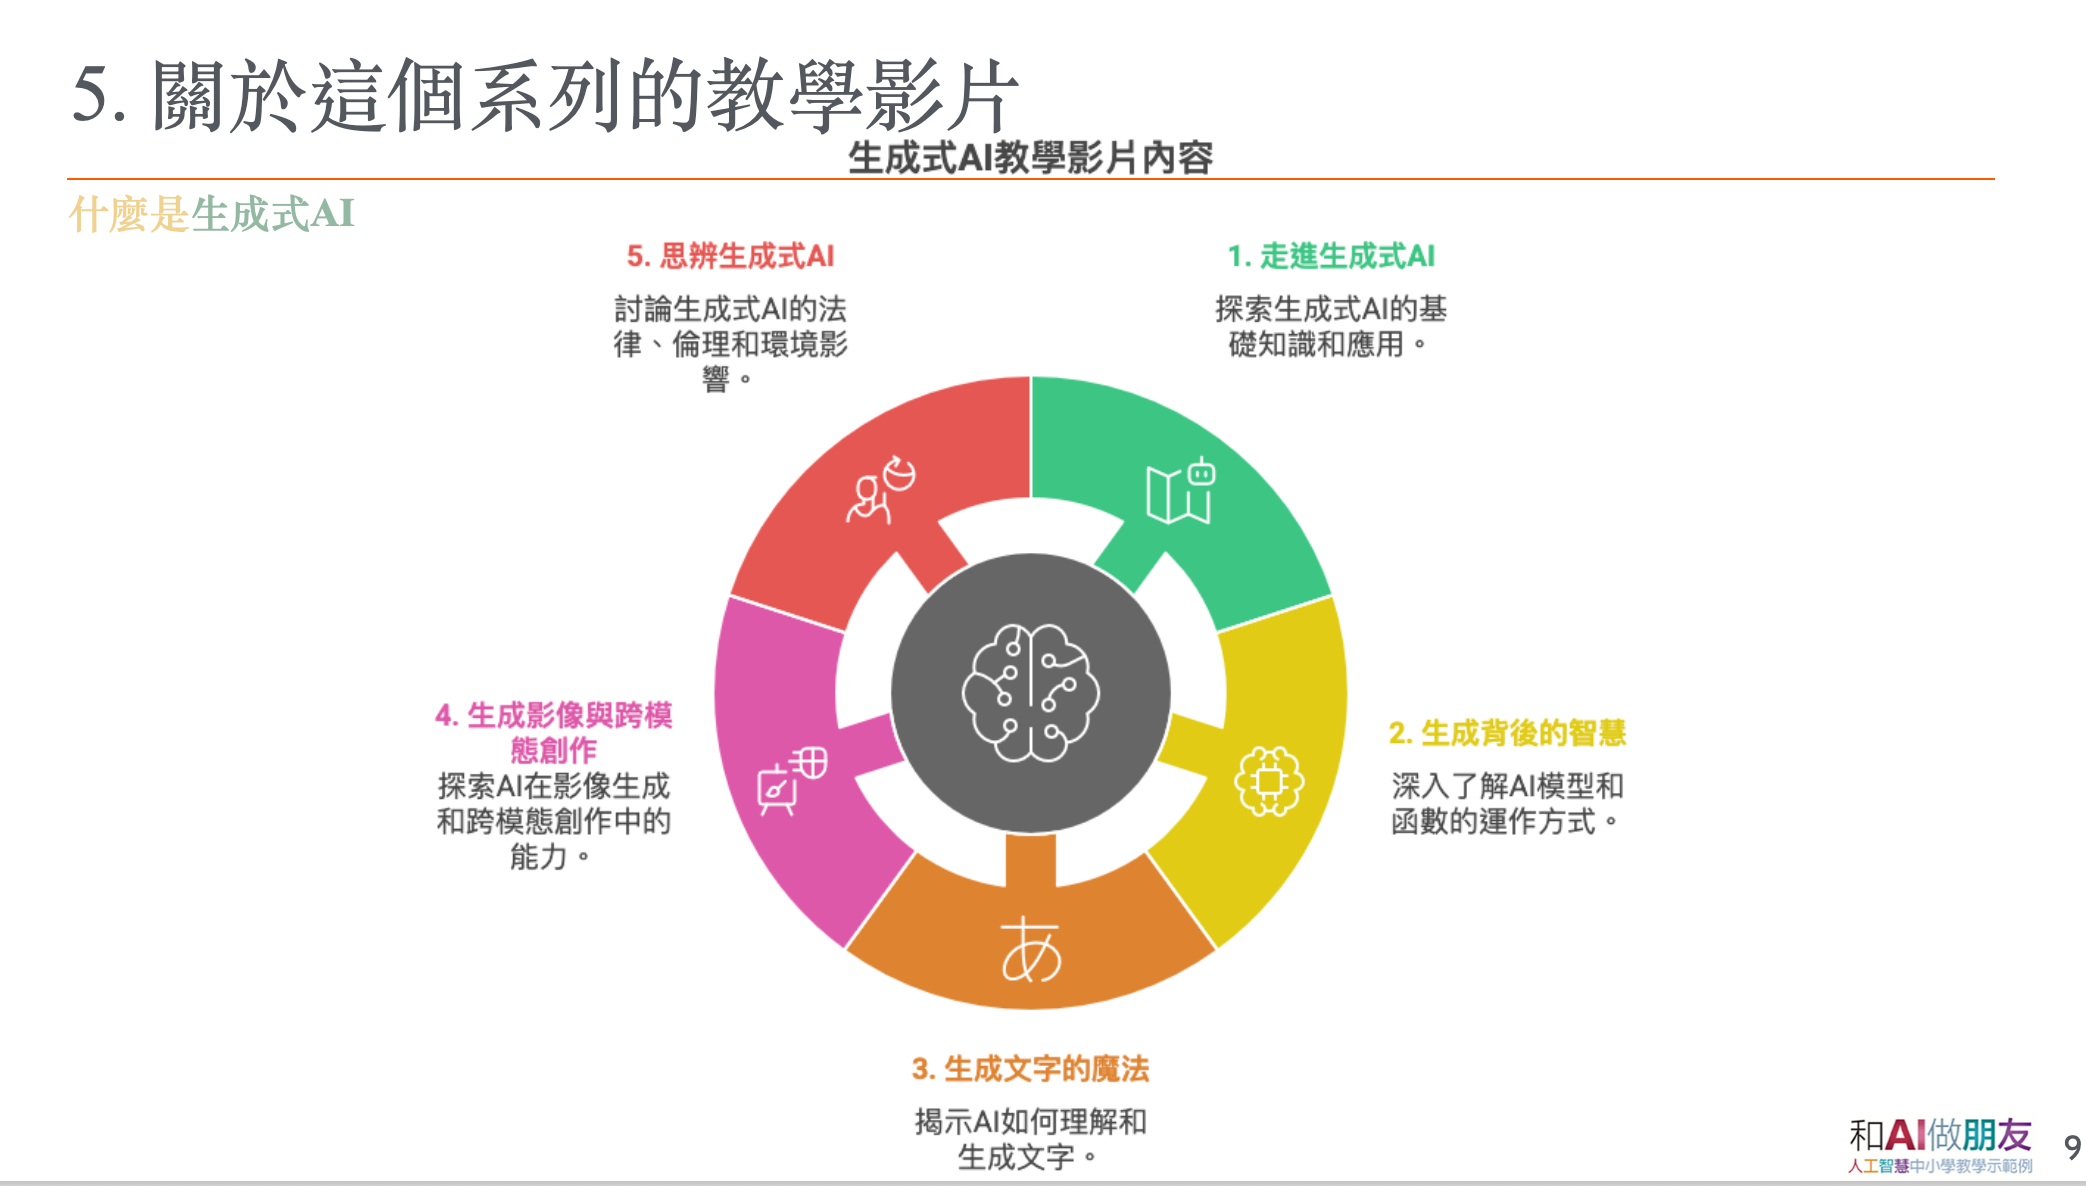 5. 關於這個系列的教學影片
生成式AI教學影片內容
什麼是生成式AI
5. 思辨生成式AI
討論生成式AI的法
律、倫理和環境影
響。
1. 走進生成式AI
探索生成式AI的基
礎知識和應用。
4. 生成影像與跨模
態創作
探索AI在影像生成
和跨模態創作中的
能力。
2. 生成背後的智慧
深入了解AI模型和
函數的運作方式。
あ
3. 生成文字的魔法
揭示AI如何理解和
生成文字。
和AI做朋友
人工智慧中小學教學示範例
9